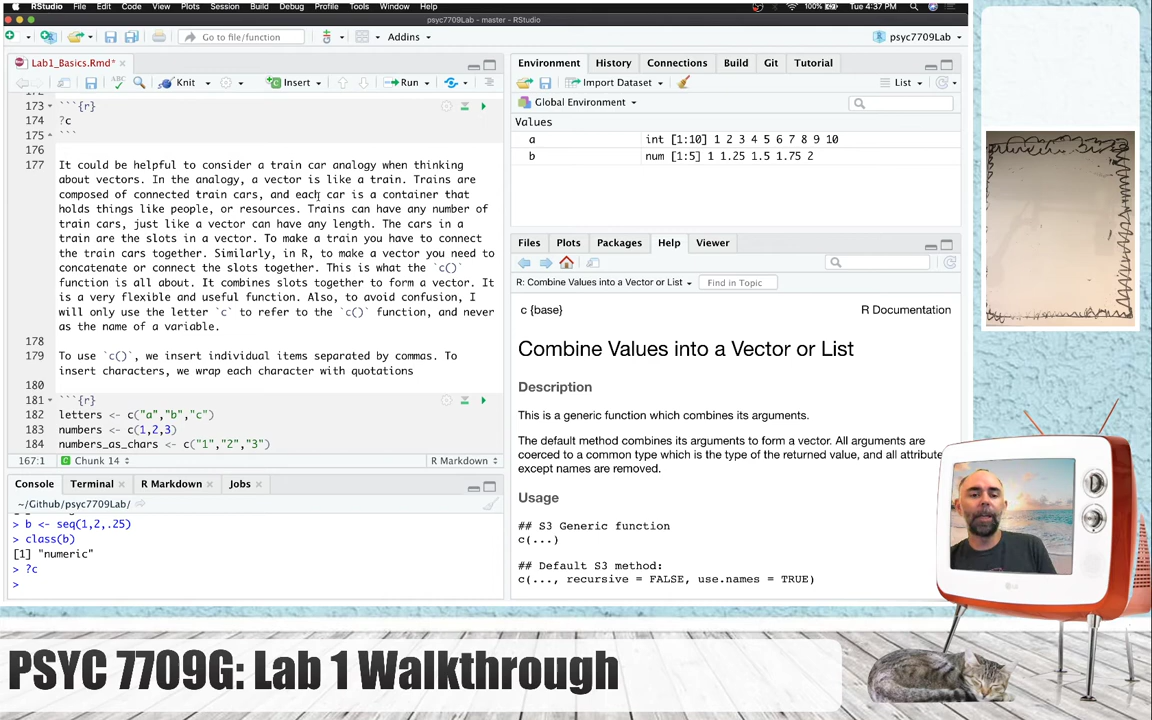 RStudio File Edit Code View Plots Session Build Debug Profile Tools Window Help 100% Tue 4:37 PM
psyc7709Lab - master - RStudio
Go to file/function Addins psyc7709Lab
Lab1_Basics.Rmd*
ABC Knit Insert Run
173 ```{r}
174 ?c
175 ```
176
177 It could be helpful to consider a train car analogy when thinking
about vectors. In the analogy, a vector is like a train. Trains are
composed of connected train cars, and each car is a container that
holds things like people, or resources. Trains can have any number of
train cars, just like a vector can have any length. The cars in a
train are the slots in a vector. To make a train you have to connect
the train cars together. Similarly, in R, to make a vector you need to
concatenate or connect the slots together. This is what the `c()`
function is all about. It combines slots together to form a vector. It
is a very flexible and useful function. Also, to avoid confusion, I
will only use the letter `c` to refer to the `c()` function, and never
as the name of a variable.
178
179 To use `c()`, we insert individual items separated by commas. To
insert characters, we wrap each character with quotations
180
181 ```{r}
182 letters <- c("a","b","c")
183 numbers <- c(1,2,3)
184 numbers_as_chars <- c("1","2","3")
167:1 Chunk 14 R Markdown
Console Terminal R Markdown Jobs
~/Github/psyc7709Lab/
> b <- seq(1,2,.25)
> class(b)
[1] "numeric"
> ?c
>
Environment History Connections Build Git Tutorial
Import Dataset List
Global Environment
Values
a int [1:10] 1 2 3 4 5 6 7 8 9 10
b num [1:5] 1 1.25 1.5 1.75 2
Files Plots Packages Help Viewer
R: Combine Values into a Vector or List Find in Topic
c {base} R Documentation
Combine Values into a Vector or List
Description
This is a generic function which combines its arguments.
The default method combines its arguments to form a vector. All arguments are
coerced to a common type which is the type of the returned value, and all attribute
except names are removed.
Usage
## S3 Generic function
c(...)
## Default S3 method:
c(..., recursive = FALSE, use.names = TRUE)
LG
PSYC 7709G: Lab 1 Walkthrough